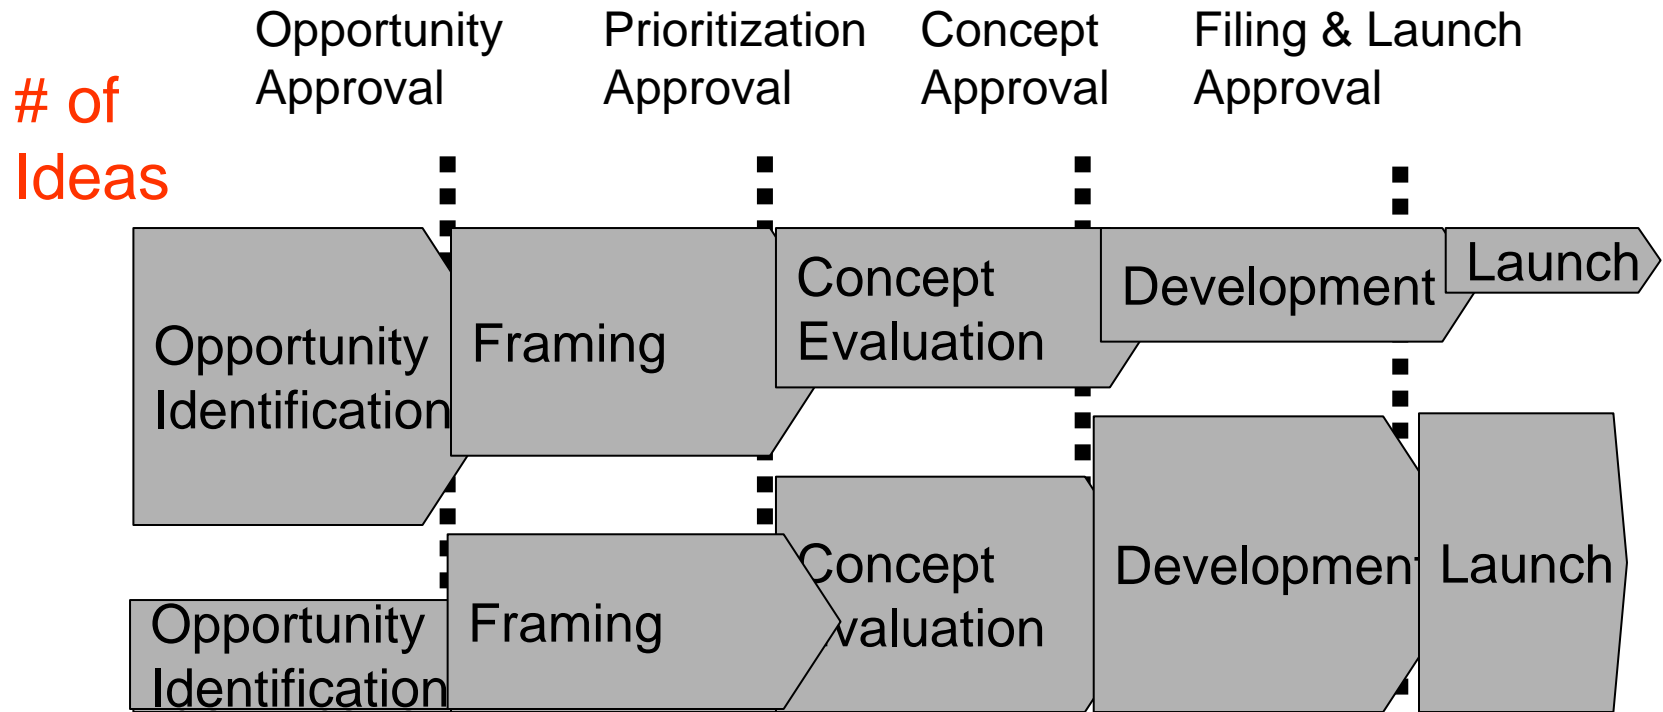 Opportunity
Approval
Prioritization
Approval
Concept
Approval
Filing & Launch
Approval
# of
Ideas
Opportunity
Identification
Framing
Concept
Evaluation
Development
Launch
Opportunity
Identification
Framing
Concept
valuation
Development
Launch